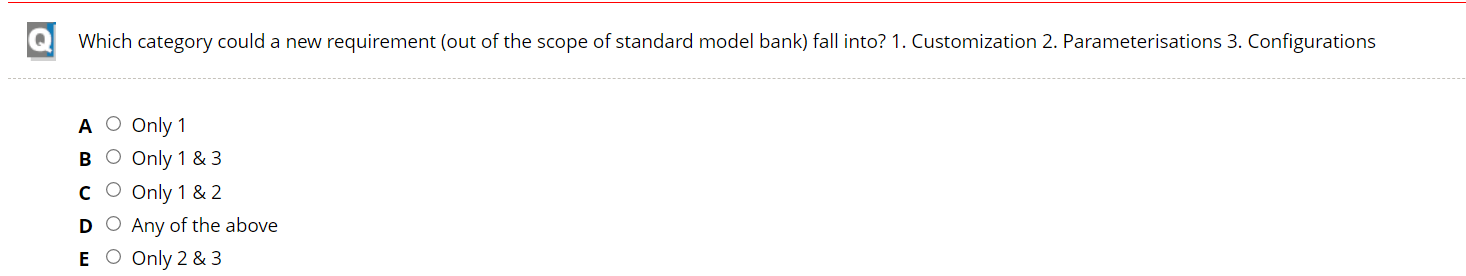 Q Which category could a new requirement (out of the scope of standard model bank) fall into? 1. Customization 2. Parameterisations 3. Configurations
A Only 1
B Only 1 & 3
C Only 1 & 2
D Any of the above
E Only 2 & 3